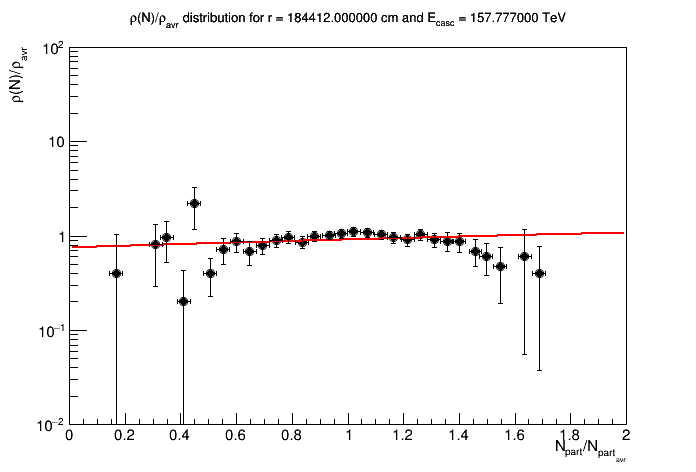 ρ(N)/ρavr distribution for r = 184412.000000 cm and Ecasc = 157.777000 TeV
ρ(N)/ρavr
10²
10
1
10⁻¹
10⁻²
0 0.2 0.4 0.6 0.8 1 1.2 1.4 1.6 1.8 2
Npart/Npartavr